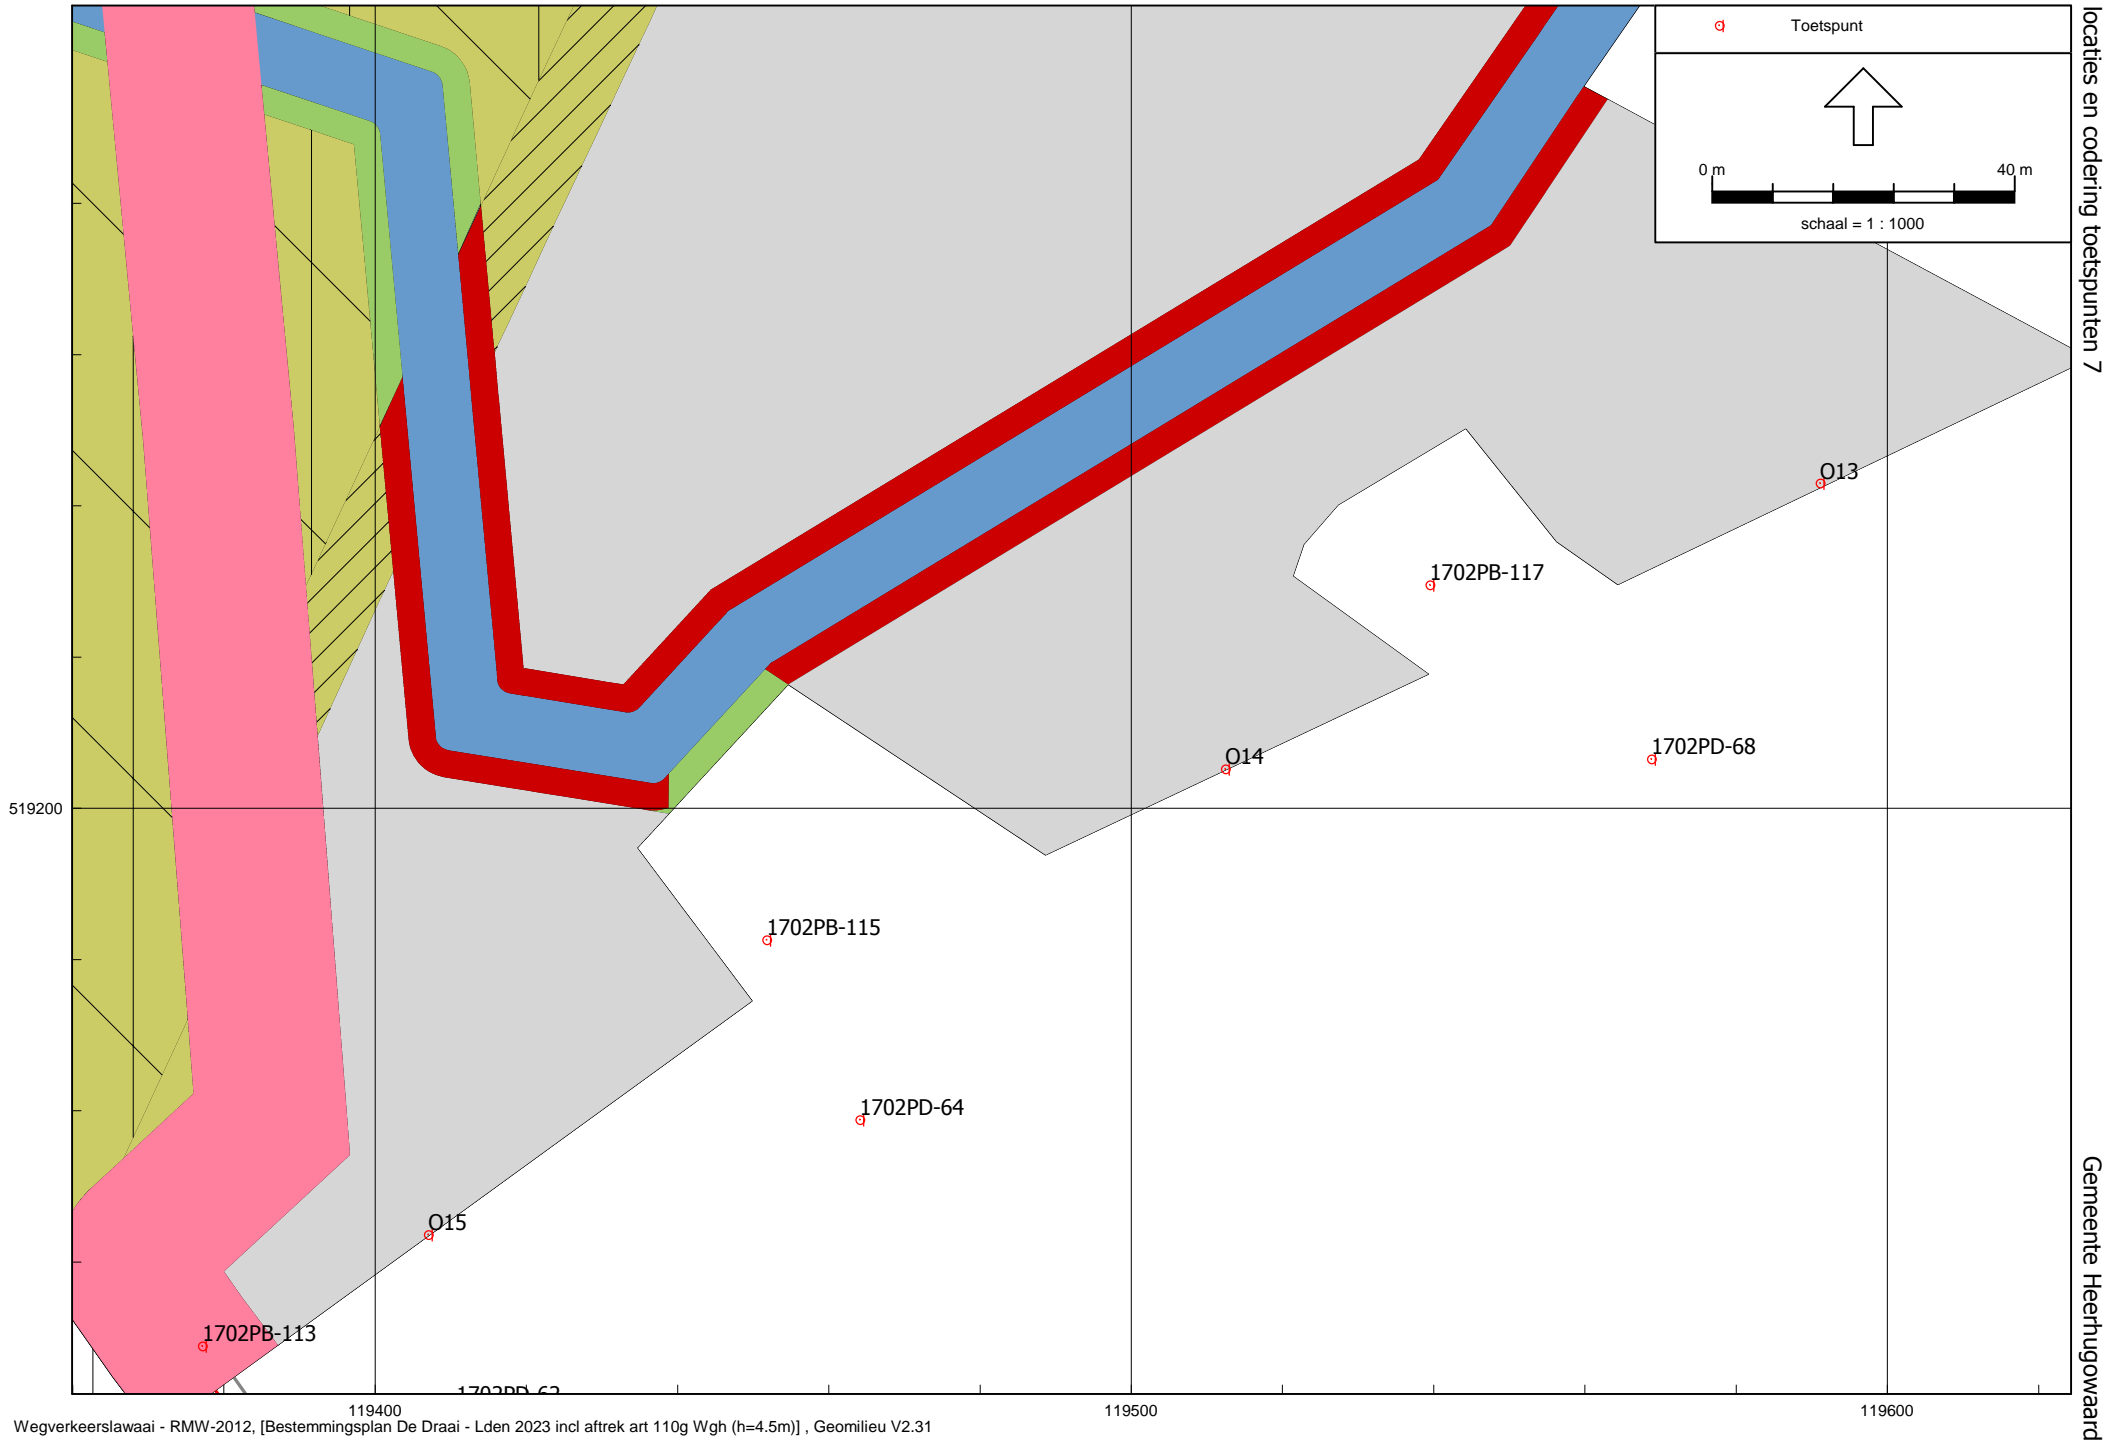 Toetspunt
0 m
40 m
schaal = 1 : 1000
locaties en codering toetspunten 7
O13
1702PB-117
1702PD-68
O14
519200
1702PB-115
1702PD-64
O15
1702PB-113
1702PD-62
119400
119500
119600
Gemeente Heerhugowaard
Wegverkeerslawaai - RMW-2012, [Bestemmingsplan De Draai - Lden 2023 incl aftrek art 110g Wgh (h=4.5m)] , Geomilieu V2.31